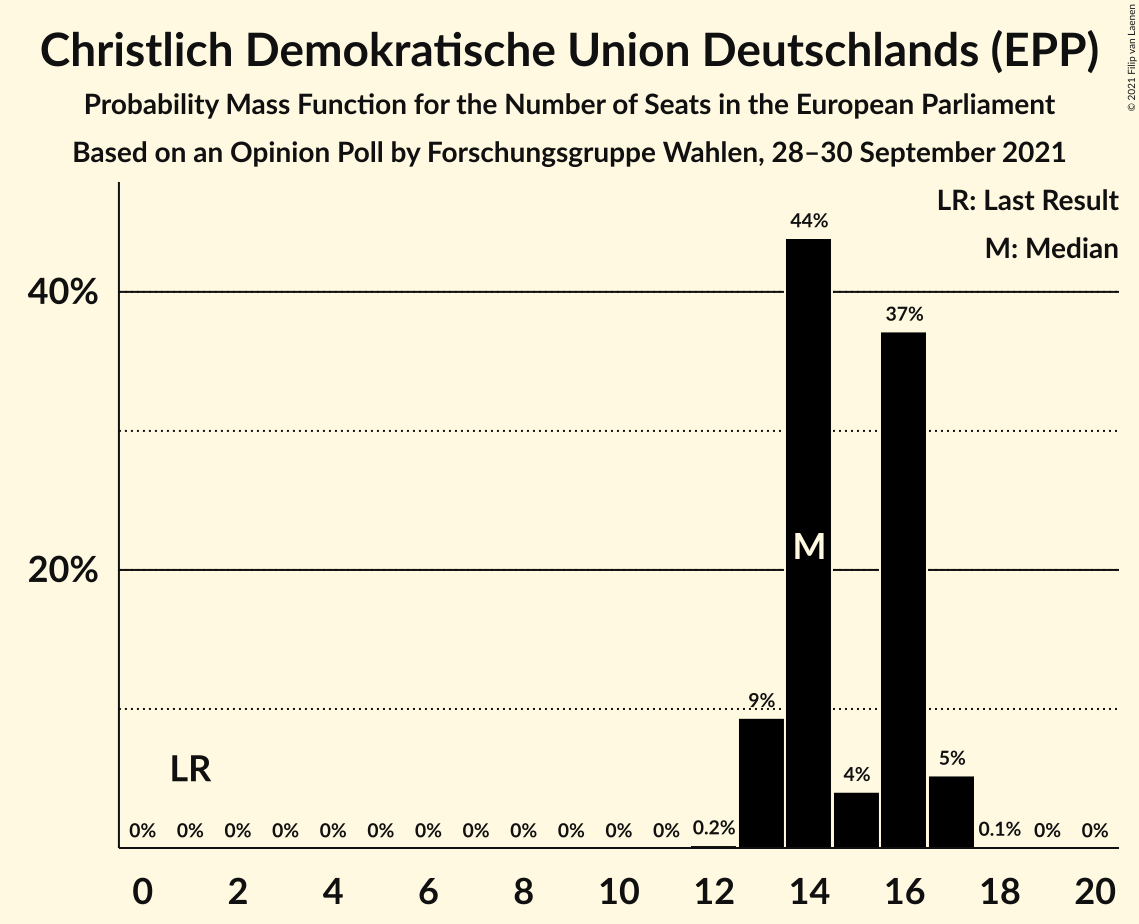 Christlich Demokratische Union Deutschlands (EPP)
Probability Mass Function for the Number of Seats in the European Parliament
Based on an Opinion Poll by Forschungsgruppe Wahlen, 28–30 September 2021
© 2021 Filip van Laenen
LR: Last Result
M: Median
44%
40%
37%
M
20%
9%
LR
5%
4%
0% 0% 0% 0% 0% 0% 0% 0% 0% 0% 0% 0% 0.2% 0.1% 0% 0%
0 2 4 6 8 10 12 14 16 18 20